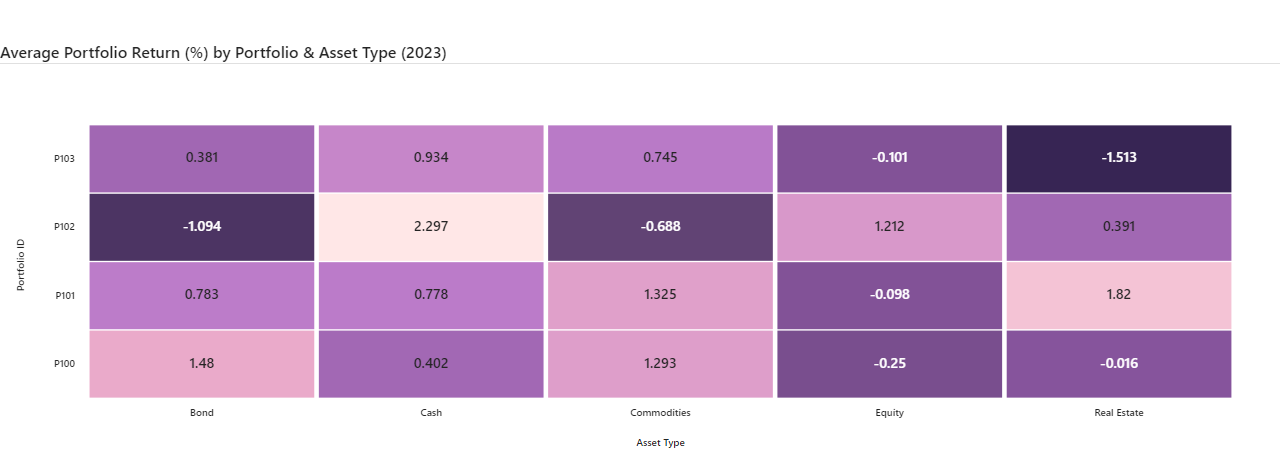 Average Portfolio Return (%) by Portfolio & Asset Type (2023)
Portfolio ID
P103 0.381 0.934 0.745 -0.101 -1.513
P102 -1.094 2.297 -0.688 1.212 0.391
P101 0.783 0.778 1.325 -0.098 1.82
P100 1.48 0.402 1.293 -0.25 -0.016
Bond Cash Commodities Equity Real Estate
Asset Type